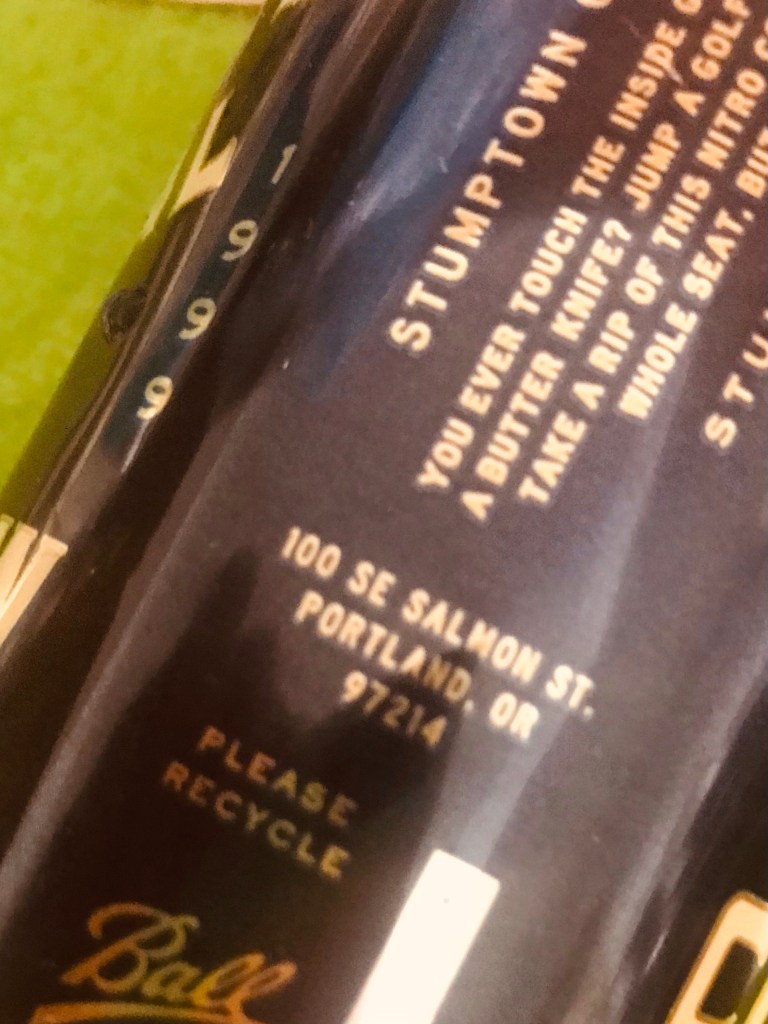 1999
STUMPTOWN
YOU EVER TOUCH THE INSIDE
A BUTTER KNIFE? JUMP A GOLF
TAKE A RIP OF THIS NITRO
WHOLE SEAT, BUT
100 SE SALMON ST.
PORTLAND, OR
97214
PLEASE
RECYCLE
Ball